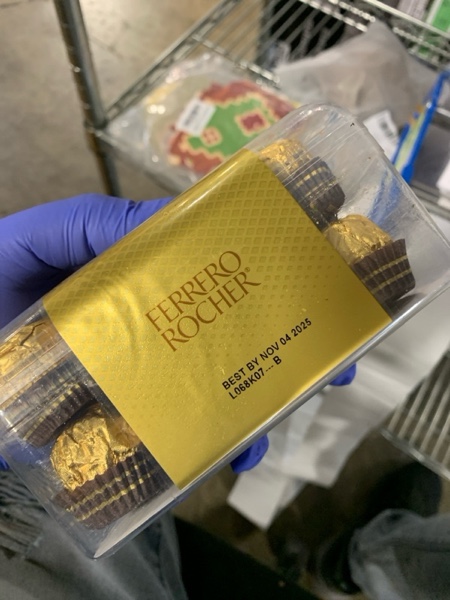 FERRERO
ROCHER®
BEST BY NOV 04 2025
L068K07--- B